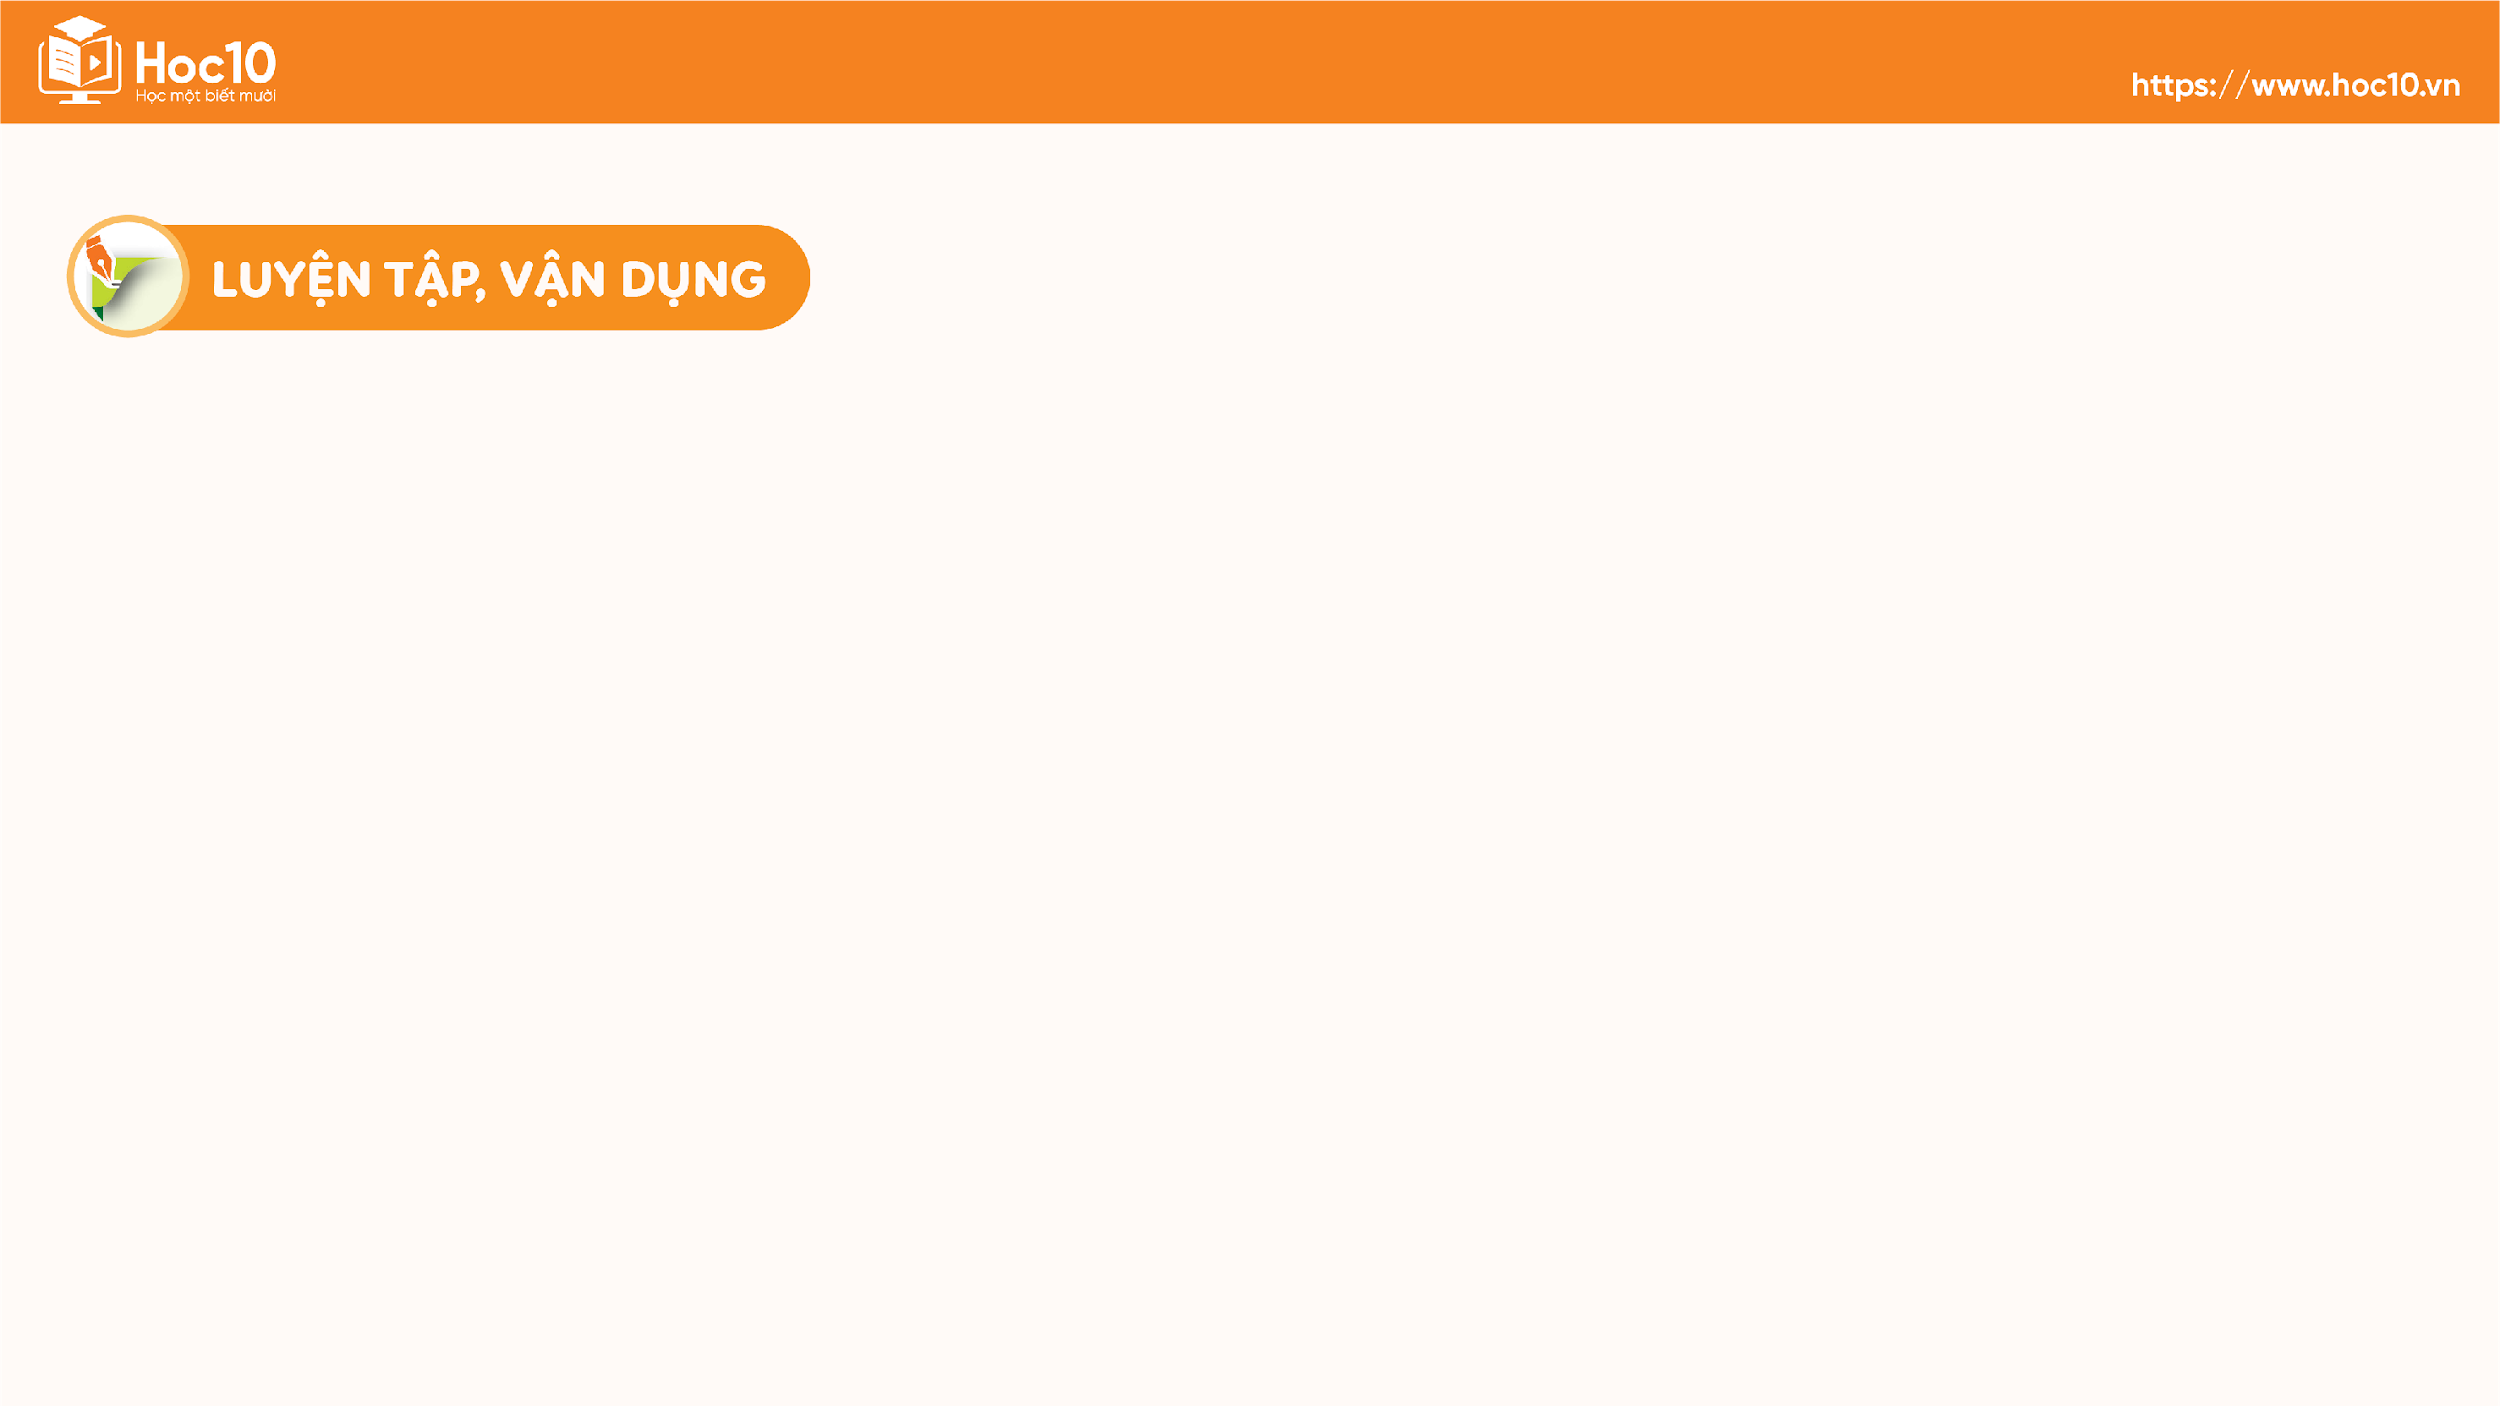 Hoc10
Học một biết mười
https://www.hoc10.vn
LUYỆN TẬP, VẬN DỤNG